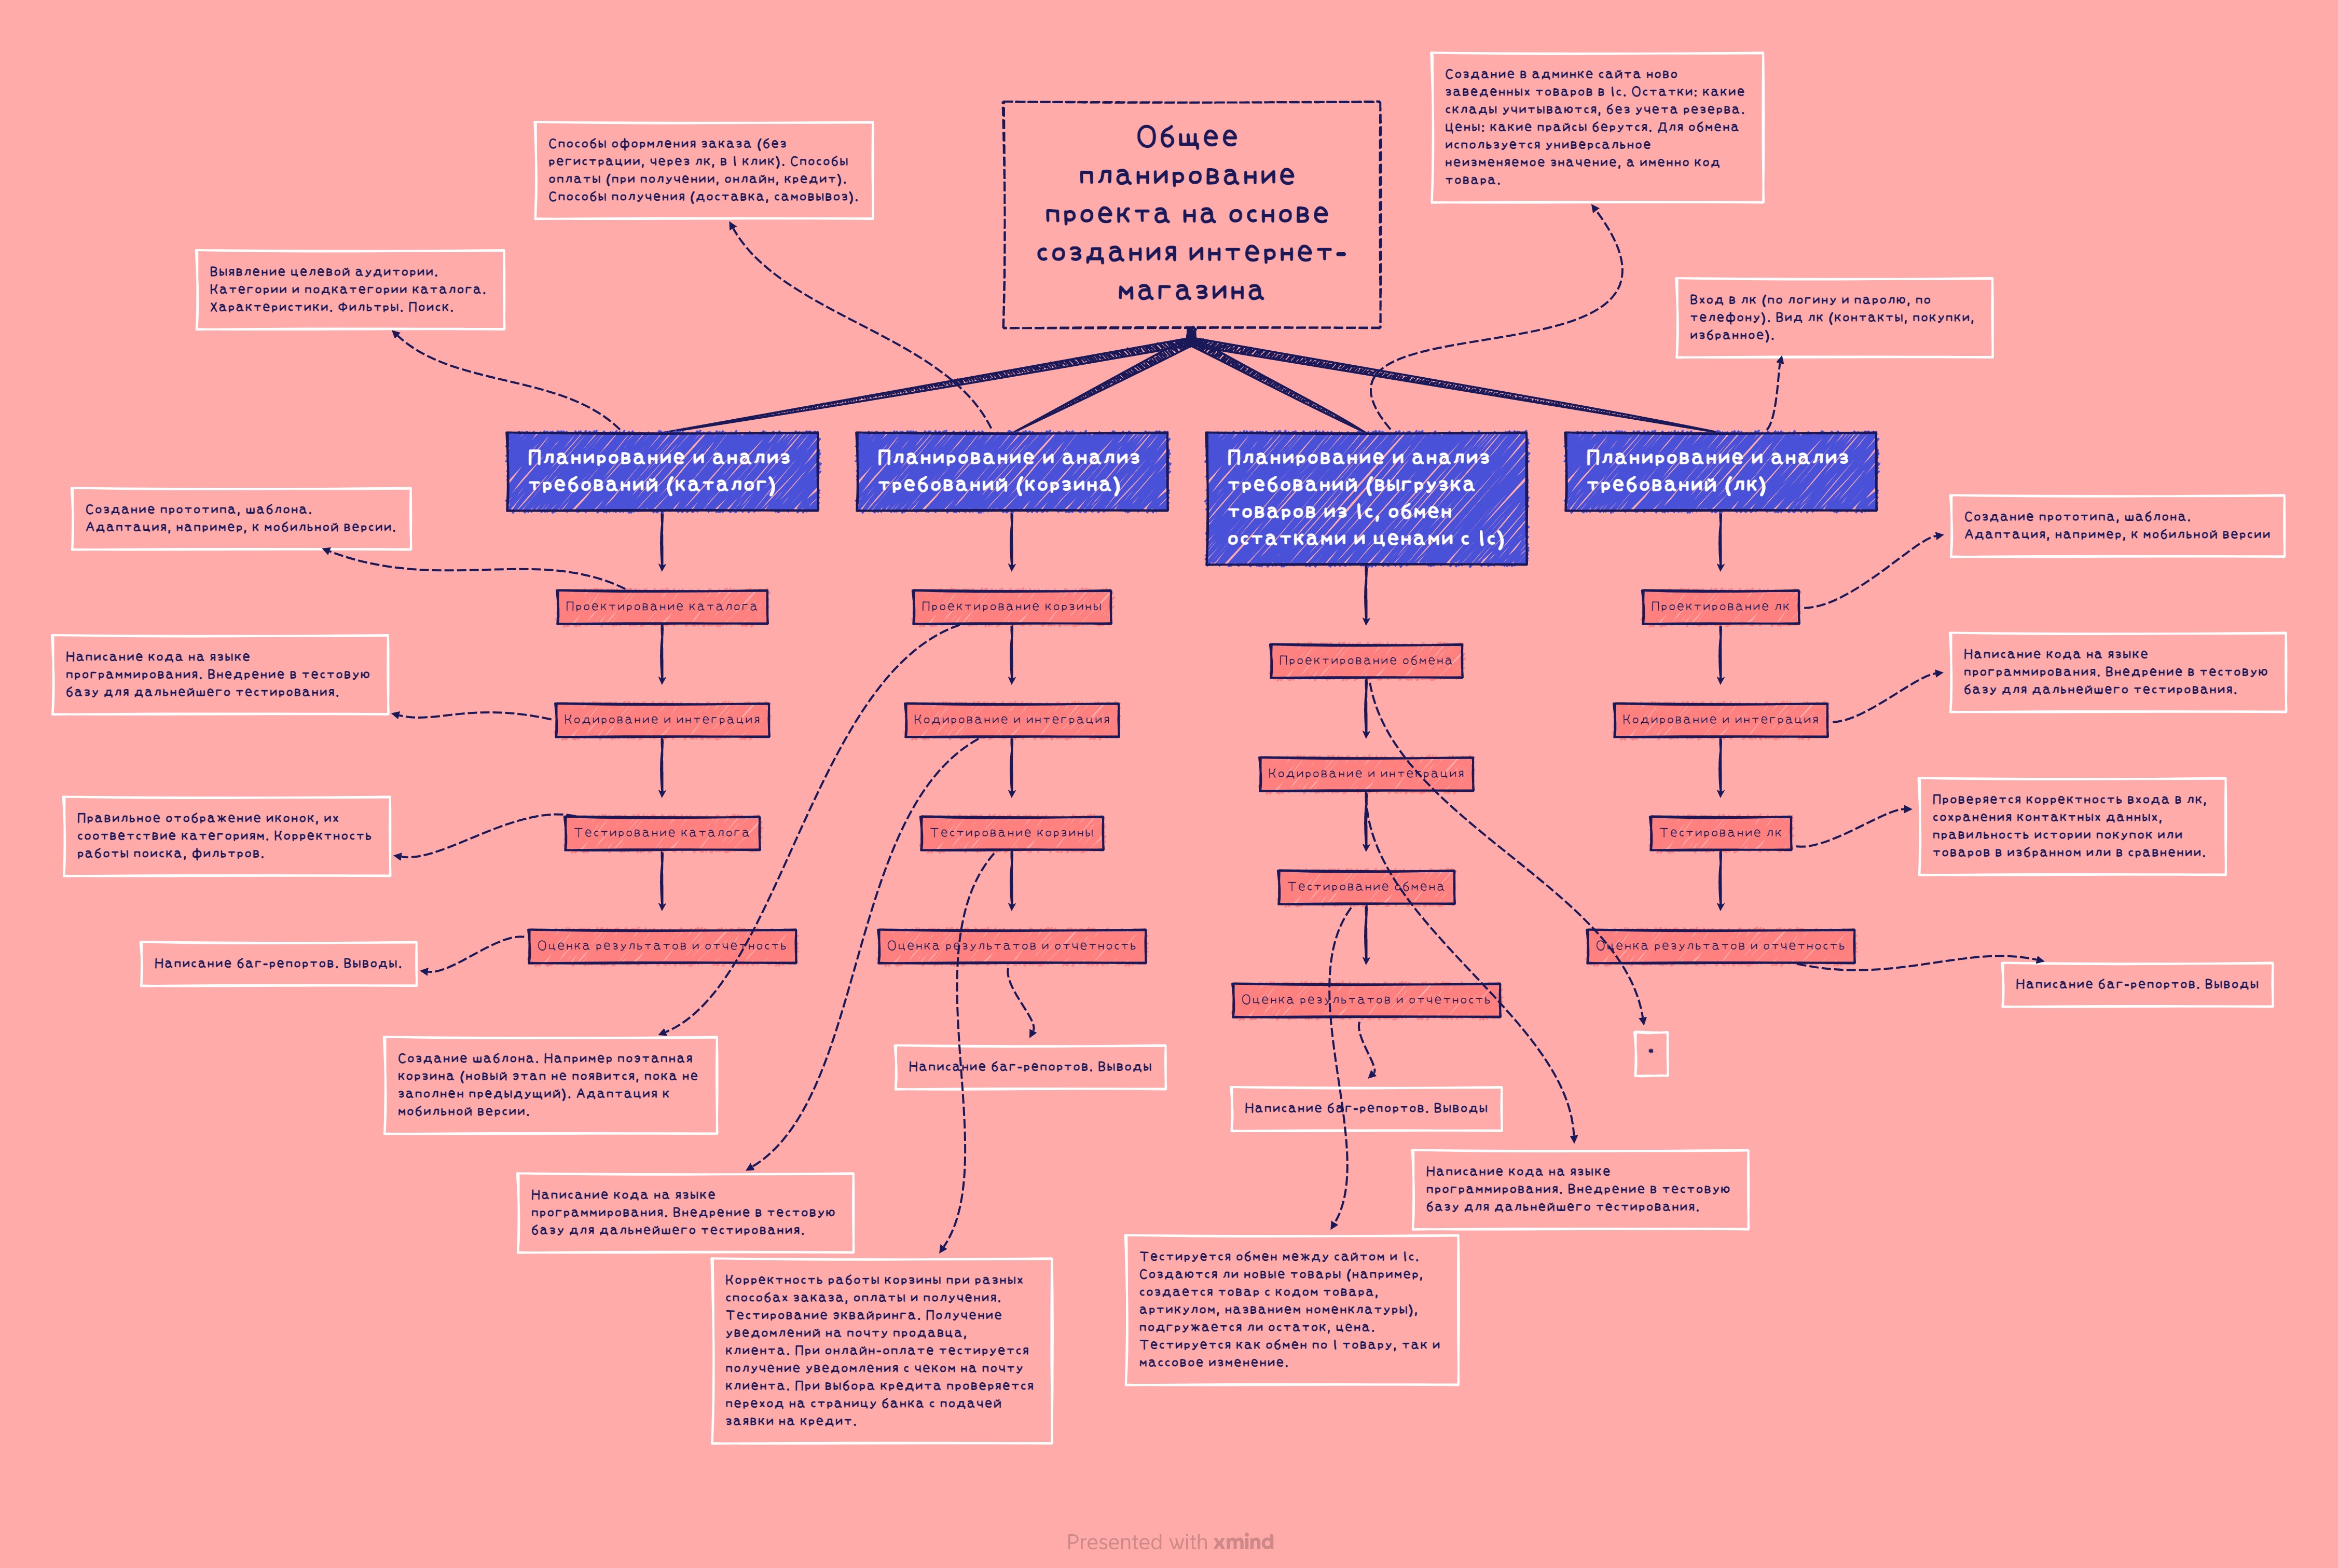 Общее
планирование
проекта на основе
создания интернет-
магазина
Создание в админке сайта ново
заведенных товаров в 1с. Остатки: какие
склады учитываются, без учета резерва.
Цены: какие прайсы берутся. Для обмена
используется универсальное
неизменяемое значение, а именно код
товара.
Способы оформления заказа (без
регистрации, через лк, в 1 клик). Способы
оплаты (при получении, онлайн, кредит).
Способы получения (доставка, самовывоз).
Выявление целевой аудитории.
Категории и подкатегории каталога.
Характеристики. Фильтры. Поиск.
Вход в лк (по логину и паролю, по
телефону). Вид лк (контакты, покупки,
избранное).
Планирование и анализ
требований (каталог)
Планирование и анализ
требований (корзина)
Планирование и анализ
требований (выгрузка
товаров из 1с, обмен
остатками и ценами с 1с)
Планирование и анализ
требований (лк)
Создание прототипа, шаблона.
Адаптация, например, к мобильной версии.
Создание прототипа, шаблона.
Адаптация, например, к мобильной версии
Проектирование каталога
Проектирование корзины
Проектирование обмена
Проектирование лк
Написание кода на языке
программирования. Внедрение в тестовую
базу для дальнейшего тестирования.
Написание кода на языке
программирования. Внедрение в тестовую
базу для дальнейшего тестирования.
Кодирование и интеграция
Кодирование и интеграция
Кодирование и интеграция
Кодирование и интеграция
Правильное отображение иконок, их
соответствие категориям. Корректность
работы поиска, фильтров.
Проверяется корректность входа в лк,
сохранения контактных данных,
правильность истории покупок или
товаров в избранном или в сравнении.
Тестирование каталога
Тестирование корзины
Тестирование обмена
Тестирование лк
Оценка результатов и отчетность
Оценка результатов и отчетность
Оценка результатов и отчетность
Оценка результатов и отчетность
Написание баг-репортов. Выводы.
Написание баг-репортов. Выводы
*
Создание шаблона. Например поэтапная
корзина (новый этап не появится, пока не
заполнен предыдущий). Адаптация к
мобильной версии.
Написание баг-репортов. Выводы
Написание баг-репортов. Выводы
Написание кода на языке
программирования. Внедрение в тестовую
базу для дальнейшего тестирования.
Написание кода на языке
программирования. Внедрение в тестовую
базу для дальнейшего тестирования.
Корректность работы корзины при разных
способах заказа, оплаты и получения.
Тестирование эквайринга. Получение
уведомлений на почту продавца,
клиента. При онлайн-оплате тестируется
получение уведомления с чеком на почту
клиента. При выбора кредита проверяется
переход на страницу банка с подачей
заявки на кредит.
Тестируется обмен между сайтом и 1с.
Создаются ли новые товары (например,
создается товар с кодом товара,
артикулом, названием номенклатуры),
подгружается ли остаток, цена.
Тестируется как обмен по 1 товару, так и
массовое изменение.
Presented with xmind